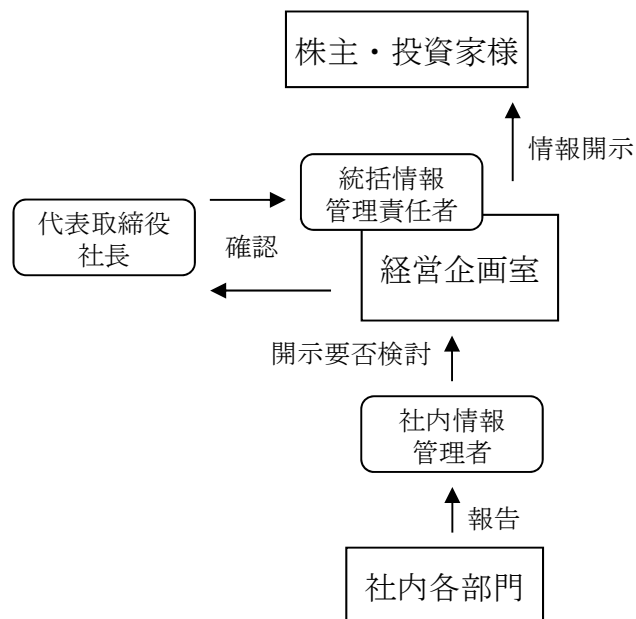 株主・投資家様
情報開示
統括情報
管理責任者
代表取締役
社長
確認
経営企画室
開示要否検討
社内情報
管理者
報告
社内各部門